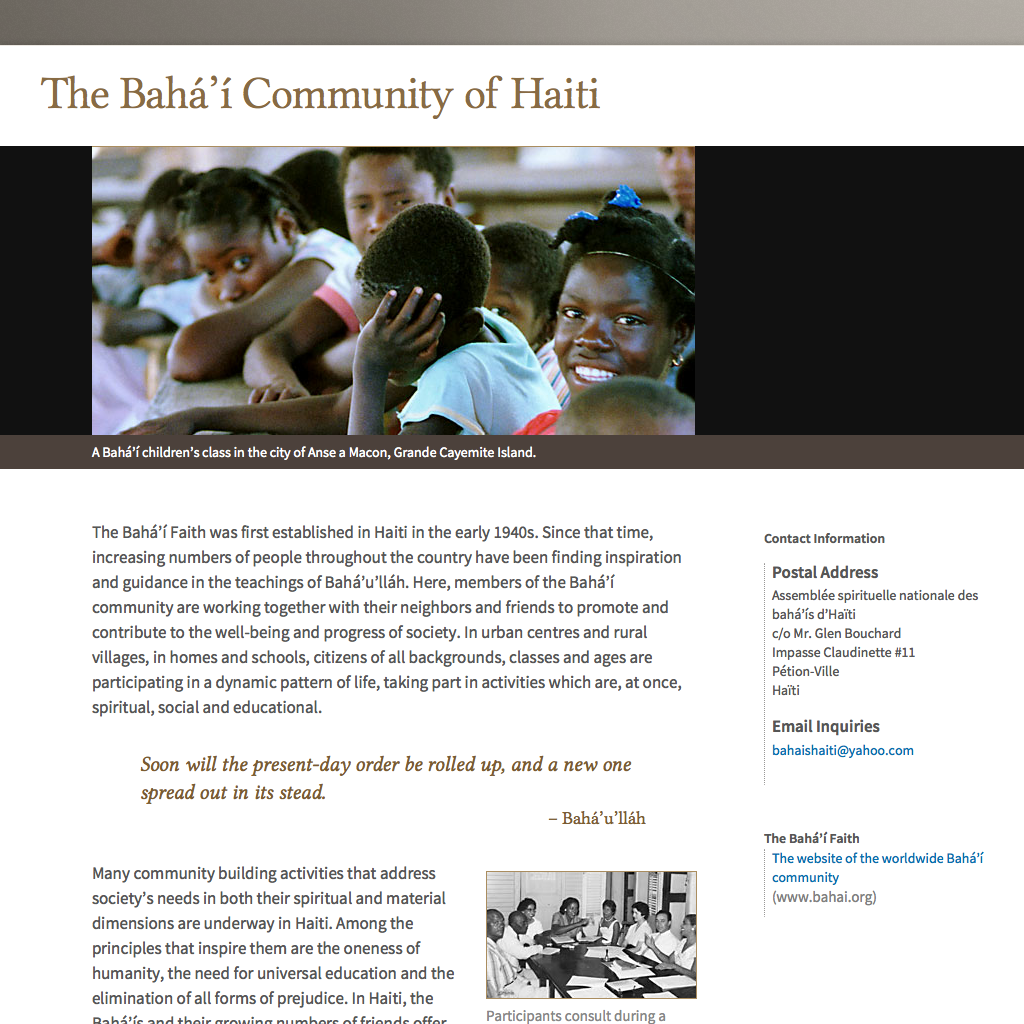 The Bahá’í Community of Haiti
A Bahá’í children’s class in the city of Anse a Macon, Grande Cayemite Island.
The Bahá’í Faith was first established in Haiti in the early 1940s. Since that time,
increasing numbers of people throughout the country have been finding inspiration
and guidance in the teachings of Bahá’u’lláh. Here, members of the Bahá’í
community are working together with their neighbors and friends to promote and
contribute to the well-being and progress of society. In urban centres and rural
villages, in homes and schools, citizens of all backgrounds, classes and ages are
participating in a dynamic pattern of life, taking part in activities which are, at once,
spiritual, social and educational.
Soon will the present-day order be rolled up, and a new one
spread out in its stead.
– Bahá’u’lláh
Many community building activities that address
society’s needs in both their spiritual and material
dimensions are underway in Haiti. Among the
principles that inspire them are the oneness of
humanity, the need for universal education and the
elimination of all forms of prejudice. In Haiti, the
Bahá’ís and their growing numbers of friends offer
Participants consult during a
Contact Information
Postal Address
Assemblée spirituelle nationale des
bahá’ís d’Haïti
c/o Mr. Glen Bouchard
Impasse Claudinette #11
Pétion-Ville
Haïti
Email Inquiries
bahaishaiti@yahoo.com
The Bahá’í Faith
The website of the worldwide Bahá’í
community
(www.bahai.org)